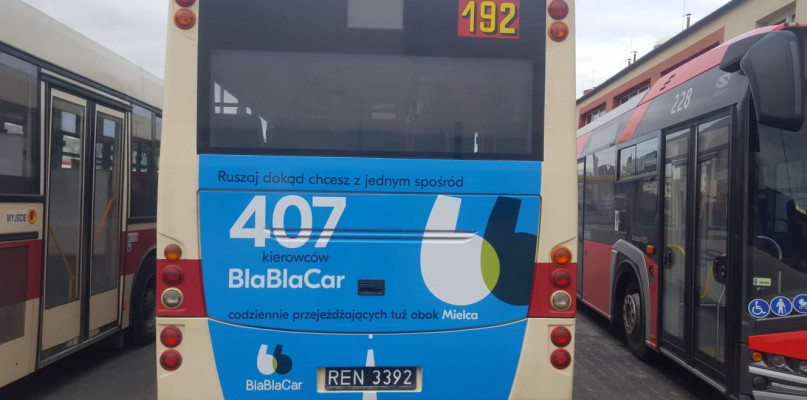 192
228
WYJŚCIE
Ruszaj dokąd chcesz z jednym spośród
407
kierowców
BlaBlaCar
codziennie przejeżdżających tuż obok Mielca
BlaBlaCar
REN 3392